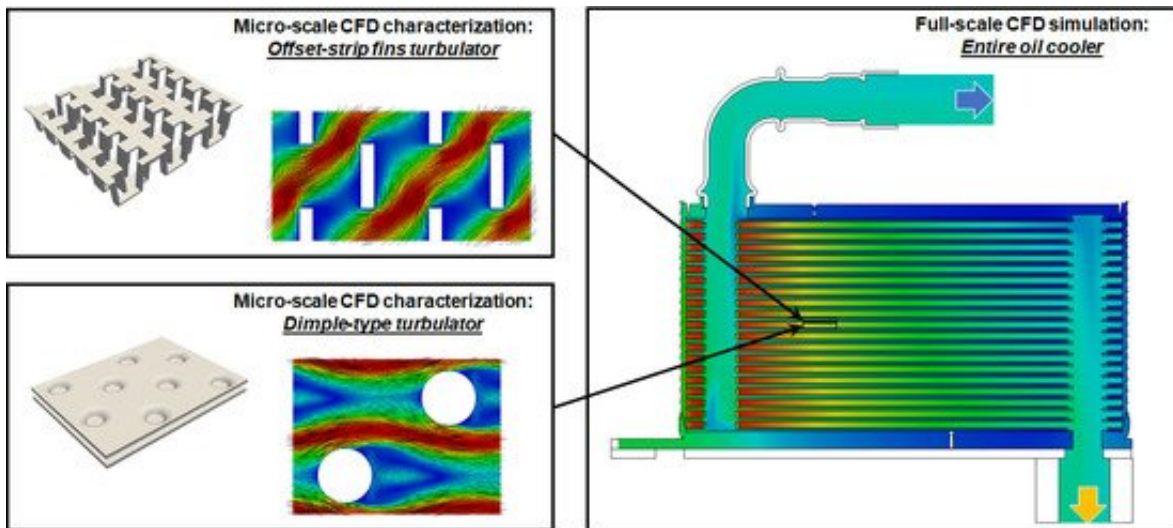 Micro-scale CFD characterization:
Offset-strip fins turbulator
Micro-scale CFD characterization:
Dimple-type turbulator
Full-scale CFD simulation:
Entire oil cooler